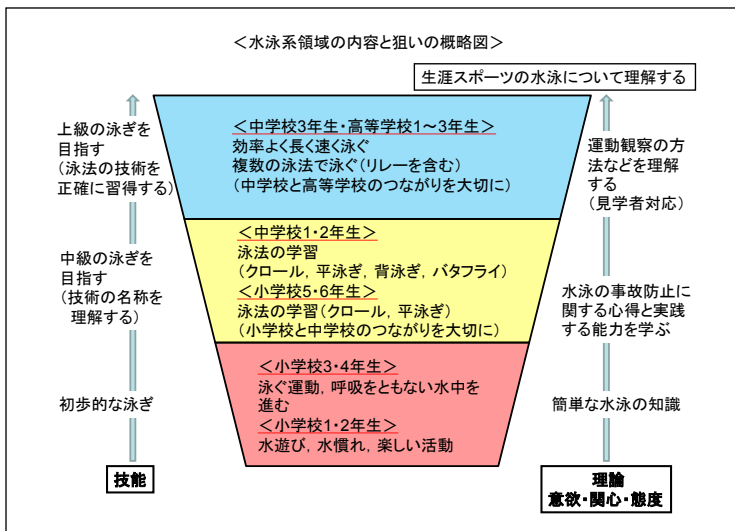 ＜水泳系領域の内容と狙いの概略図＞
生涯スポーツの水泳について理解する
上級の泳ぎを
目指す
(泳法の技術を
正確に習得する)
＜中学校3年生・高等学校1～3年生＞
効率よく長く速く泳ぐ
複数の泳法で泳ぐ(リレーを含む)
(中学校と高等学校のつながりを大切に)
運動観察の方
法などを理解
する
(見学者対応)
中級の泳ぎを
目指す
(技術の名称を
理解する)
＜中学校1・2年生＞
泳法の学習
(クロール, 平泳ぎ, 背泳ぎ, バタフライ)
＜小学校5・6年生＞
泳法の学習(クロール, 平泳ぎ)
(小学校と中学校のつながりを大切に)
水泳の事故防止に
関する心得と実践
する能力を学ぶ
初歩的な泳ぎ
＜小学校3・4年生＞
泳ぐ運動, 呼吸をともない水中を
進む
＜小学校1・2年生＞
水遊び, 水慣れ, 楽しい活動
簡単な水泳の知識
技能
理論
意欲・関心・態度